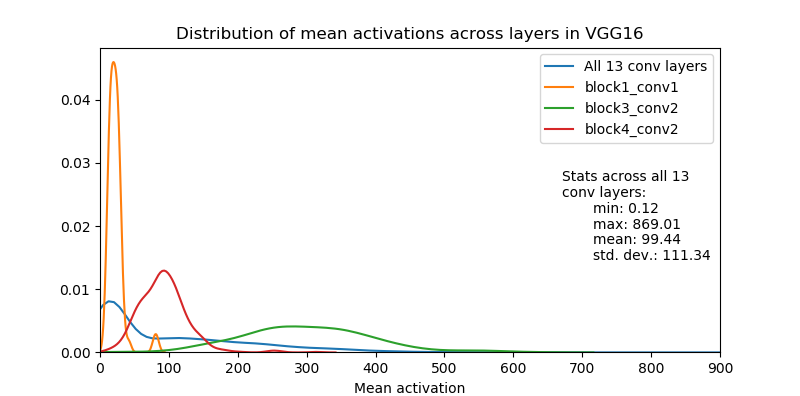 Distribution of mean activations across layers in VGG16
All 13 conv layers
block1_conv1
block3_conv2
block4_conv2
Stats across all 13
conv layers:
min: 0.12
max: 869.01
mean: 99.44
std. dev.: 111.34
0.04
0.03
0.02
0.01
0.00
0 100 200 300 400 500 600 700 800 900
Mean activation